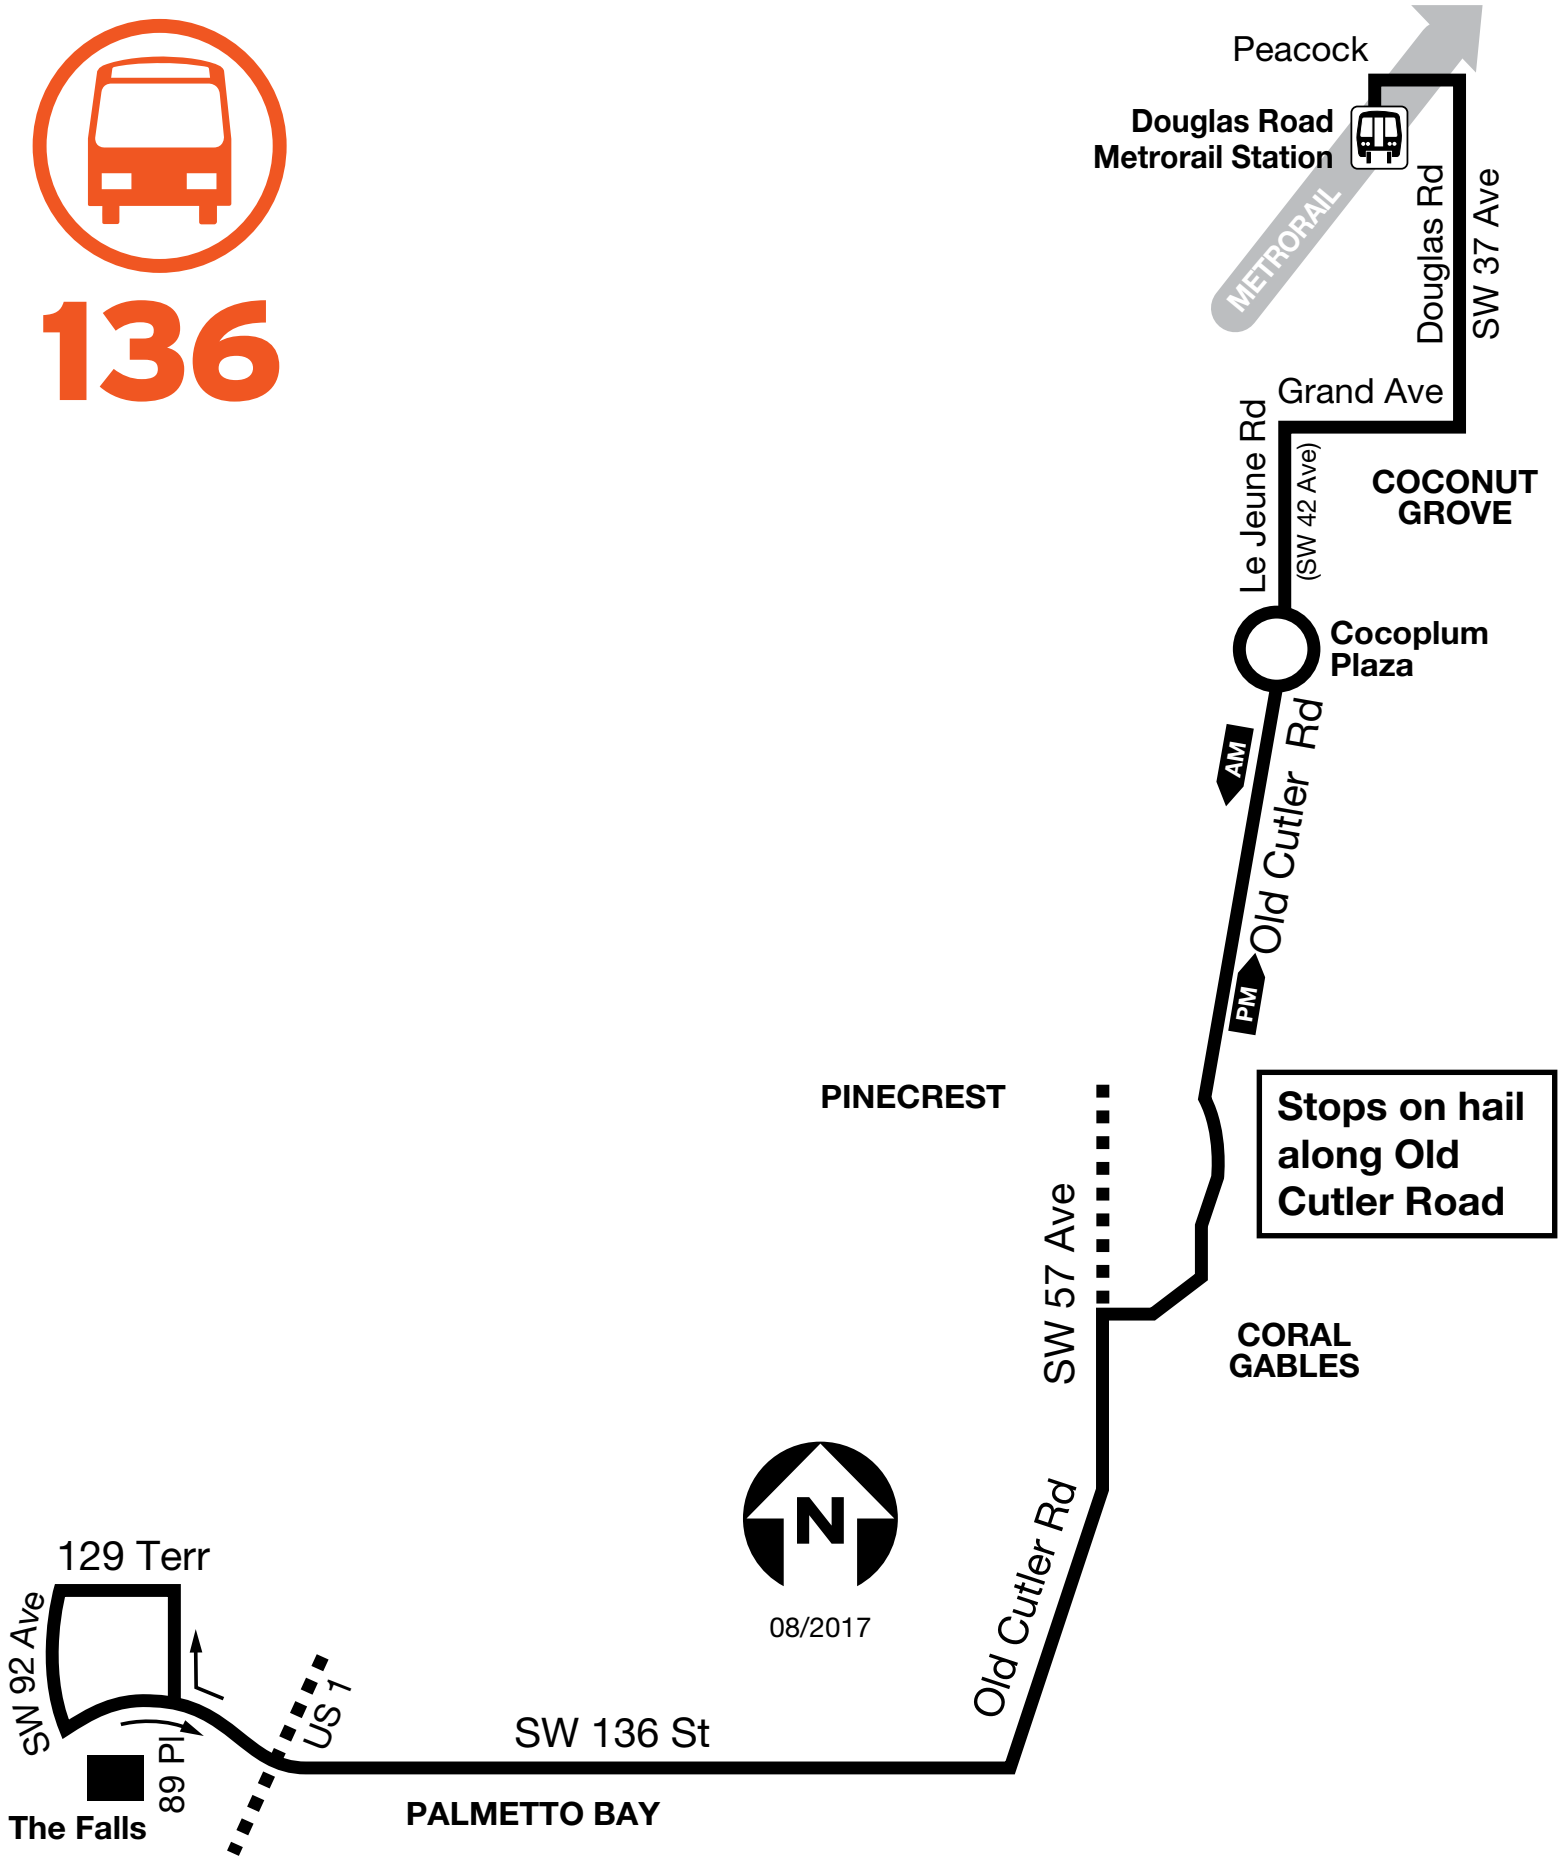 136
Peacock
Douglas Road
Metrorail Station
METRORAIL
Douglas Rd
SW 37 Ave
Grand Ave
Le Jeune Rd
(SW 42 Ave)
COCONUT
GROVE
Cocoplum
Plaza
AM
Old Cutler Rd
PM
PINECREST
Stops on hail
along Old
Cutler Road
SW 57 Ave
CORAL
GABLES
N
08/2017
Old Cutler Rd
129 Terr
SW 92 Ave
US 1
SW 136 St
89 Pl
The Falls
PALMETTO BAY